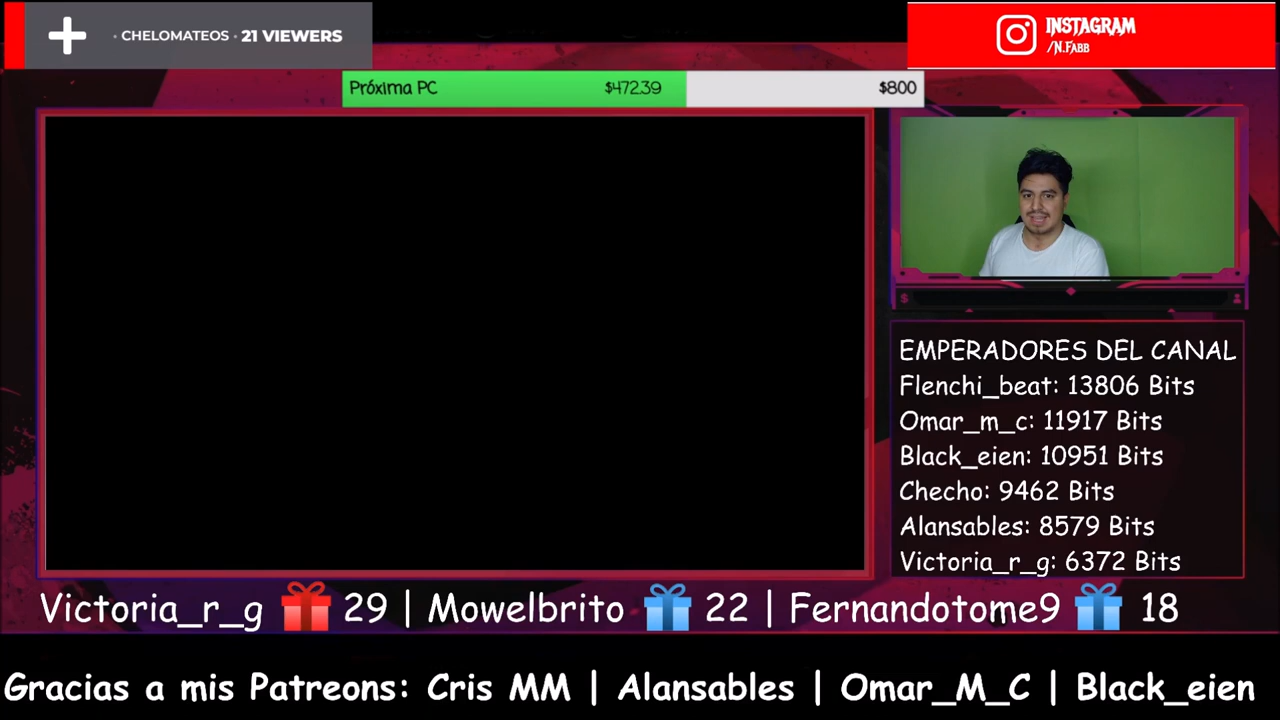 · CHELOMATEOS · 21 VIEWERS
INSTAGRAM
/N.FABB
Próxima PC $472.39 $800
EMPERADORES DEL CANAL
Flenchi_beat: 13806 Bits
Omar_m_c: 11917 Bits
Black_eien: 10951 Bits
Checho: 9462 Bits
Alansables: 8579 Bits
Victoria_r_g: 6372 Bits
Victoria_r_g 29 | Mowelbrito 22 | Fernandotome9 18
Gracias a mis Patreons: Cris MM | Alansables | Omar_M_C | Black_eien